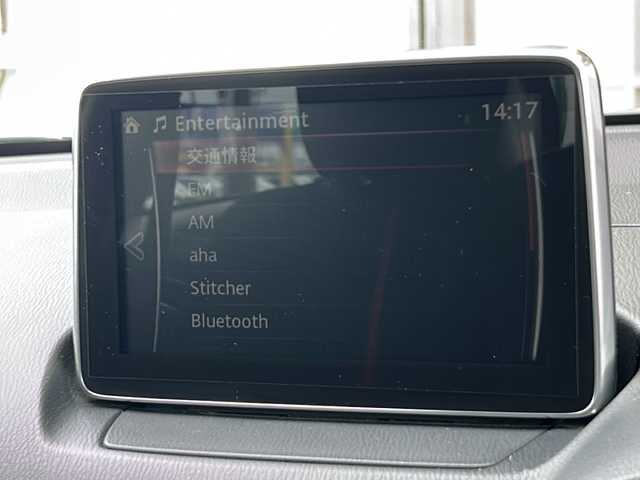 Entertainment 14:17
交通情報
FM
AM
aha
Stitcher
Bluetooth